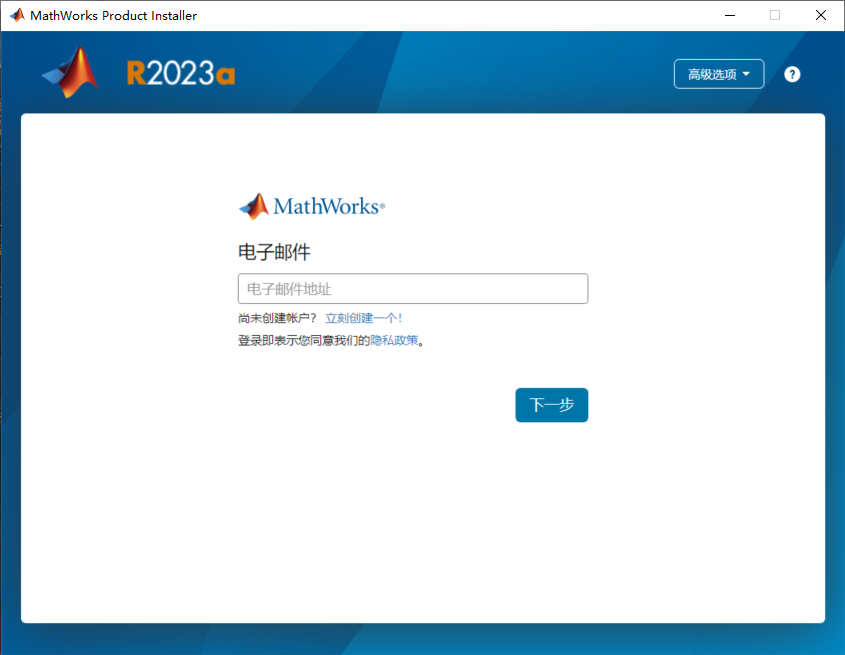 MathWorks Product Installer
R2023a
高级选项
?
MathWorks®
电子邮件
电子邮件地址
尚未创建帐户? 立刻创建一个!
登录即表示您同意我们的隐私政策。
下一步